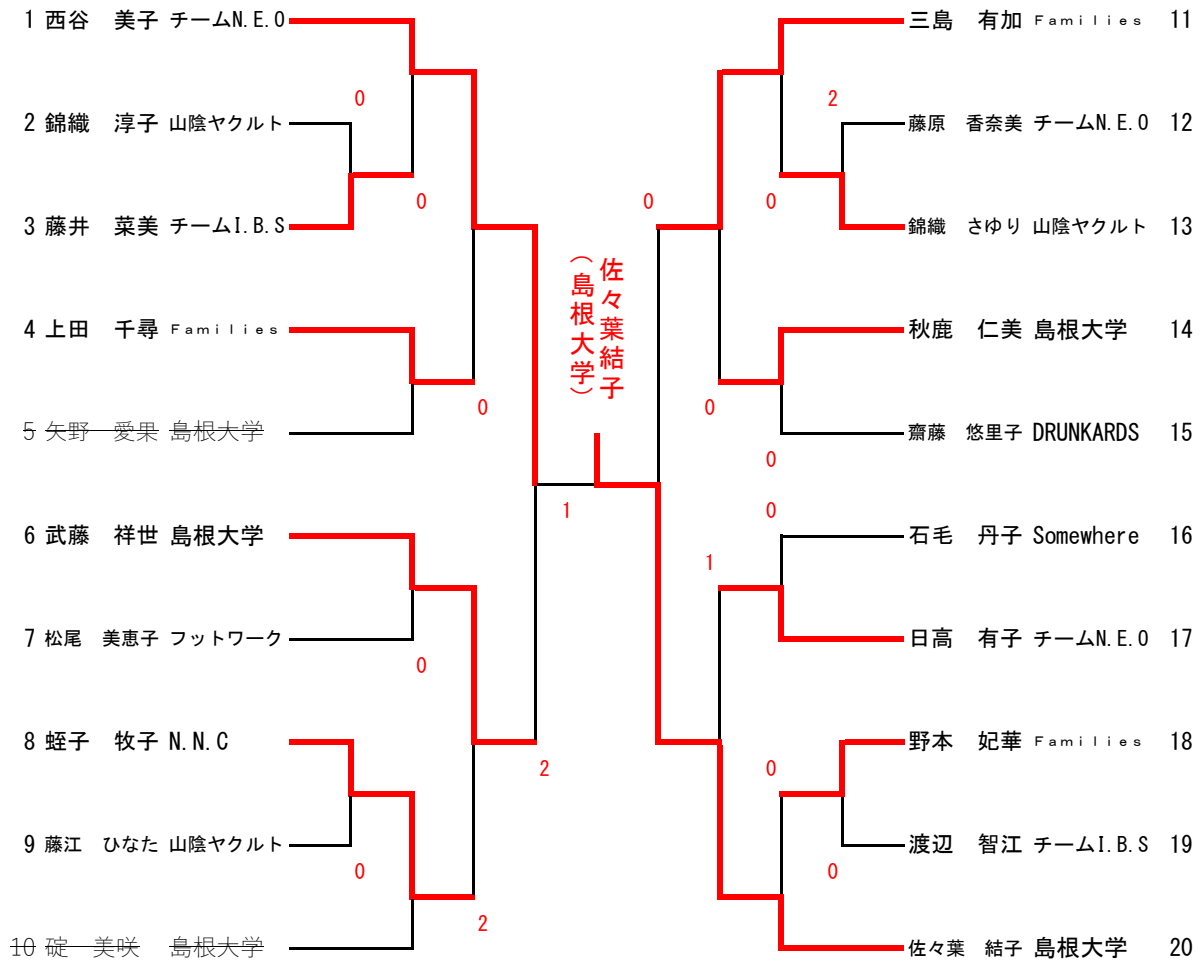 1 西谷　美子 チームN.E.O
0
2 錦織　淳子 山陰ヤクルト
0
3 藤井　菜美 チームI.B.S
4 上田　千尋 Families
0
5 矢野　愛果 島根大学
1
6 武藤　祥世 島根大学
7 松尾　美恵子 フットワーク
0
8 蛭子　牧子 N.N.C
2
9 藤江　ひなた 山陰ヤクルト
0
2
10 碇　美咲　島根大学
佐々葉結子
（島根大学）
三島　有加 Families 11
2
藤原　香奈美 チームN.E.O 12
0
0
錦織　さゆり 山陰ヤクルト 13
秋鹿　仁美 島根大学 14
0
齋藤　悠里子 DRUNKARDS 15
0
0
石毛　丹子 Somewhere 16
1
日高　有子 チームN.E.O 17
野本　妃華 Families 18
0
渡辺　智江 チームI.B.S 19
0
佐々葉　結子 島根大学 20